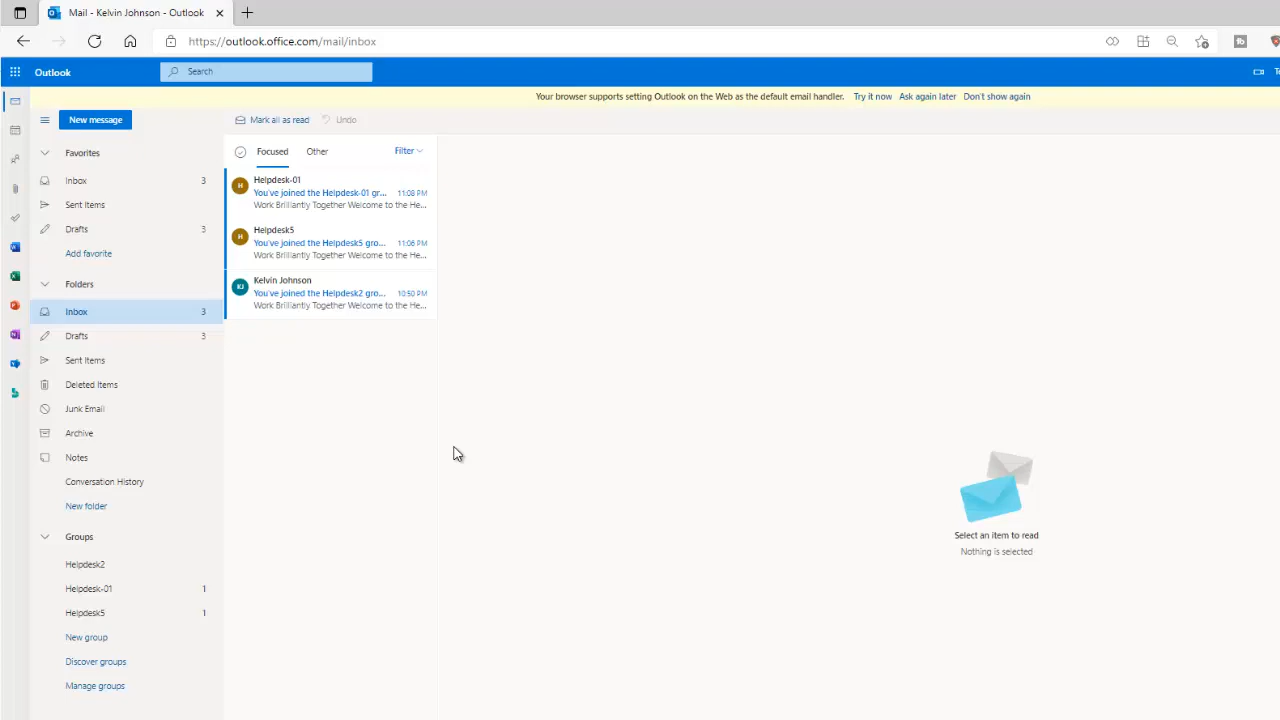 Mail - Kelvin Johnson - Outlook
https://outlook.office.com/mail/inbox
Outlook
Search
Your browser supports setting Outlook on the Web as the default email handler. Try it now Ask again later Don't show again
New message
Mark all as read
Undo
Favorites
Inbox 3
Sent Items
Drafts 3
Add favorite
Folders
Inbox 3
Drafts 3
Sent Items
Deleted Items
Junk Email
Archive
Notes
Conversation History
New folder
Groups
Helpdesk2
Helpdesk-01 1
Helpdesk5 1
New group
Discover groups
Manage groups
Focused Other Filter
H
Helpdesk-01
You've joined the Helpdesk-01 gr... 11:08 PM
Work Brilliantly Together Welcome to the He...
H
Helpdesk5
You've joined the Helpdesk5 gro... 11:06 PM
Work Brilliantly Together Welcome to the He...
KJ
Kelvin Johnson
You've joined the Helpdesk2 gro... 10:50 PM
Work Brilliantly Together Welcome to the He...
Select an item to read
Nothing is selected